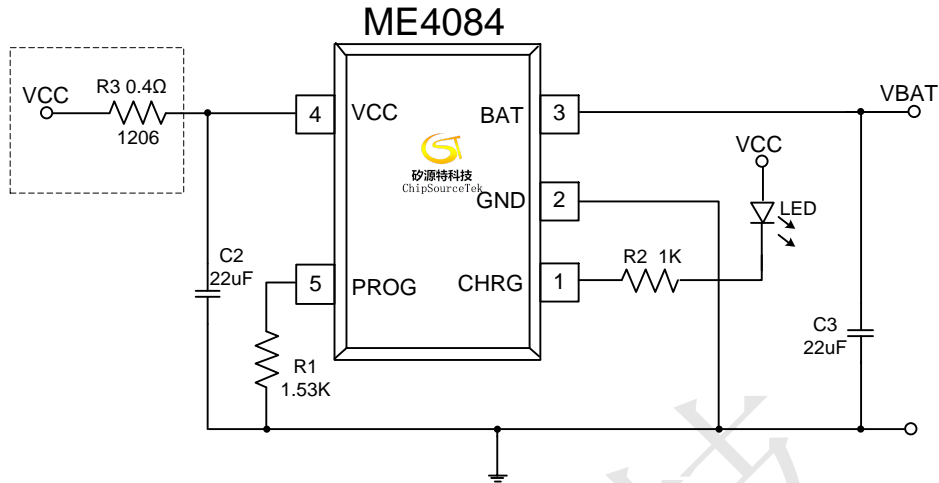 ME4084
VCC
R3 0.4Ω
1206
4
VCC
BAT
3
VBAT
矽源特科技
ChipSourceTek
GND
2
VCC
LED
C2
22uF
5
PROG
CHRG
1
R2 1K
R1
1.53K
C3
22uF